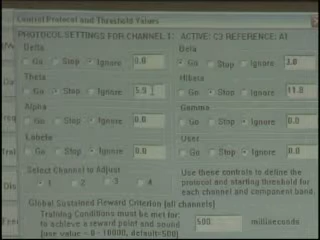 Control Protocol and Threshold Values
PROTOCOL SETTINGS FOR CHANNEL 1: ACTIVE: C3 REFERENCE: A1
Delta
Go Stop Ignore 0.0
Beta
Go Stop Ignore 3.0
Theta
Go Stop Ignore 5.9
Hibeta
Go Stop Ignore 11.0
Alpha
Go Stop Ignore 0.0
Gamma
Go Stop Ignore 0.0
Go Stop Ignore 0.0
User
Go Stop Ignore 0.0
Select Channel to Adjust
1 2 3 4
Use these controls to define the
protocol and starting threshold for
each channel and component band.
Global Sustained Reward Criterion (all channels)
Training Conditions must be met for:
to achieve a reward point and sound
(use value - 0 - 10000, default=500)
500 milliseconds